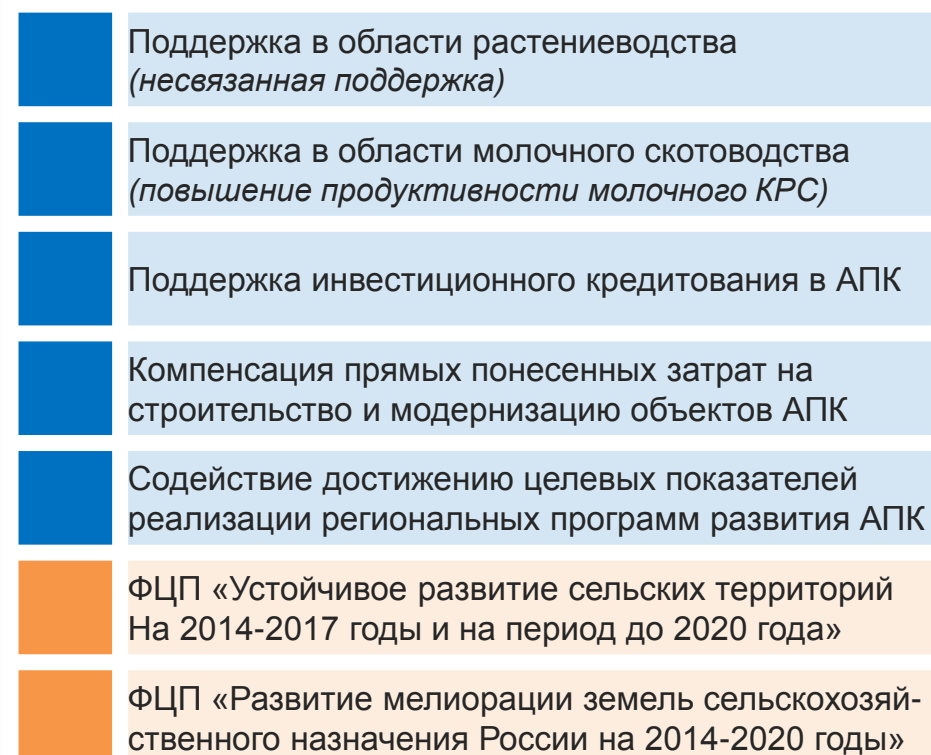 Поддержка в области растениеводства
(несвязанная поддержка)
Поддержка в области молочного скотоводства
(повышение продуктивности молочного КРС)
Поддержка инвестиционного кредитования в АПК
Компенсация прямых понесенных затрат на
строительство и модернизацию объектов АПК
Содействие достижению целевых показателей
реализации региональных программ развития АПК
ФЦП «Устойчивое развитие сельских территорий
На 2014-2017 годы и на период до 2020 года»
ФЦП «Развитие мелиорации земель сельскохозяй-
ственного назначения России на 2014-2020 годы»